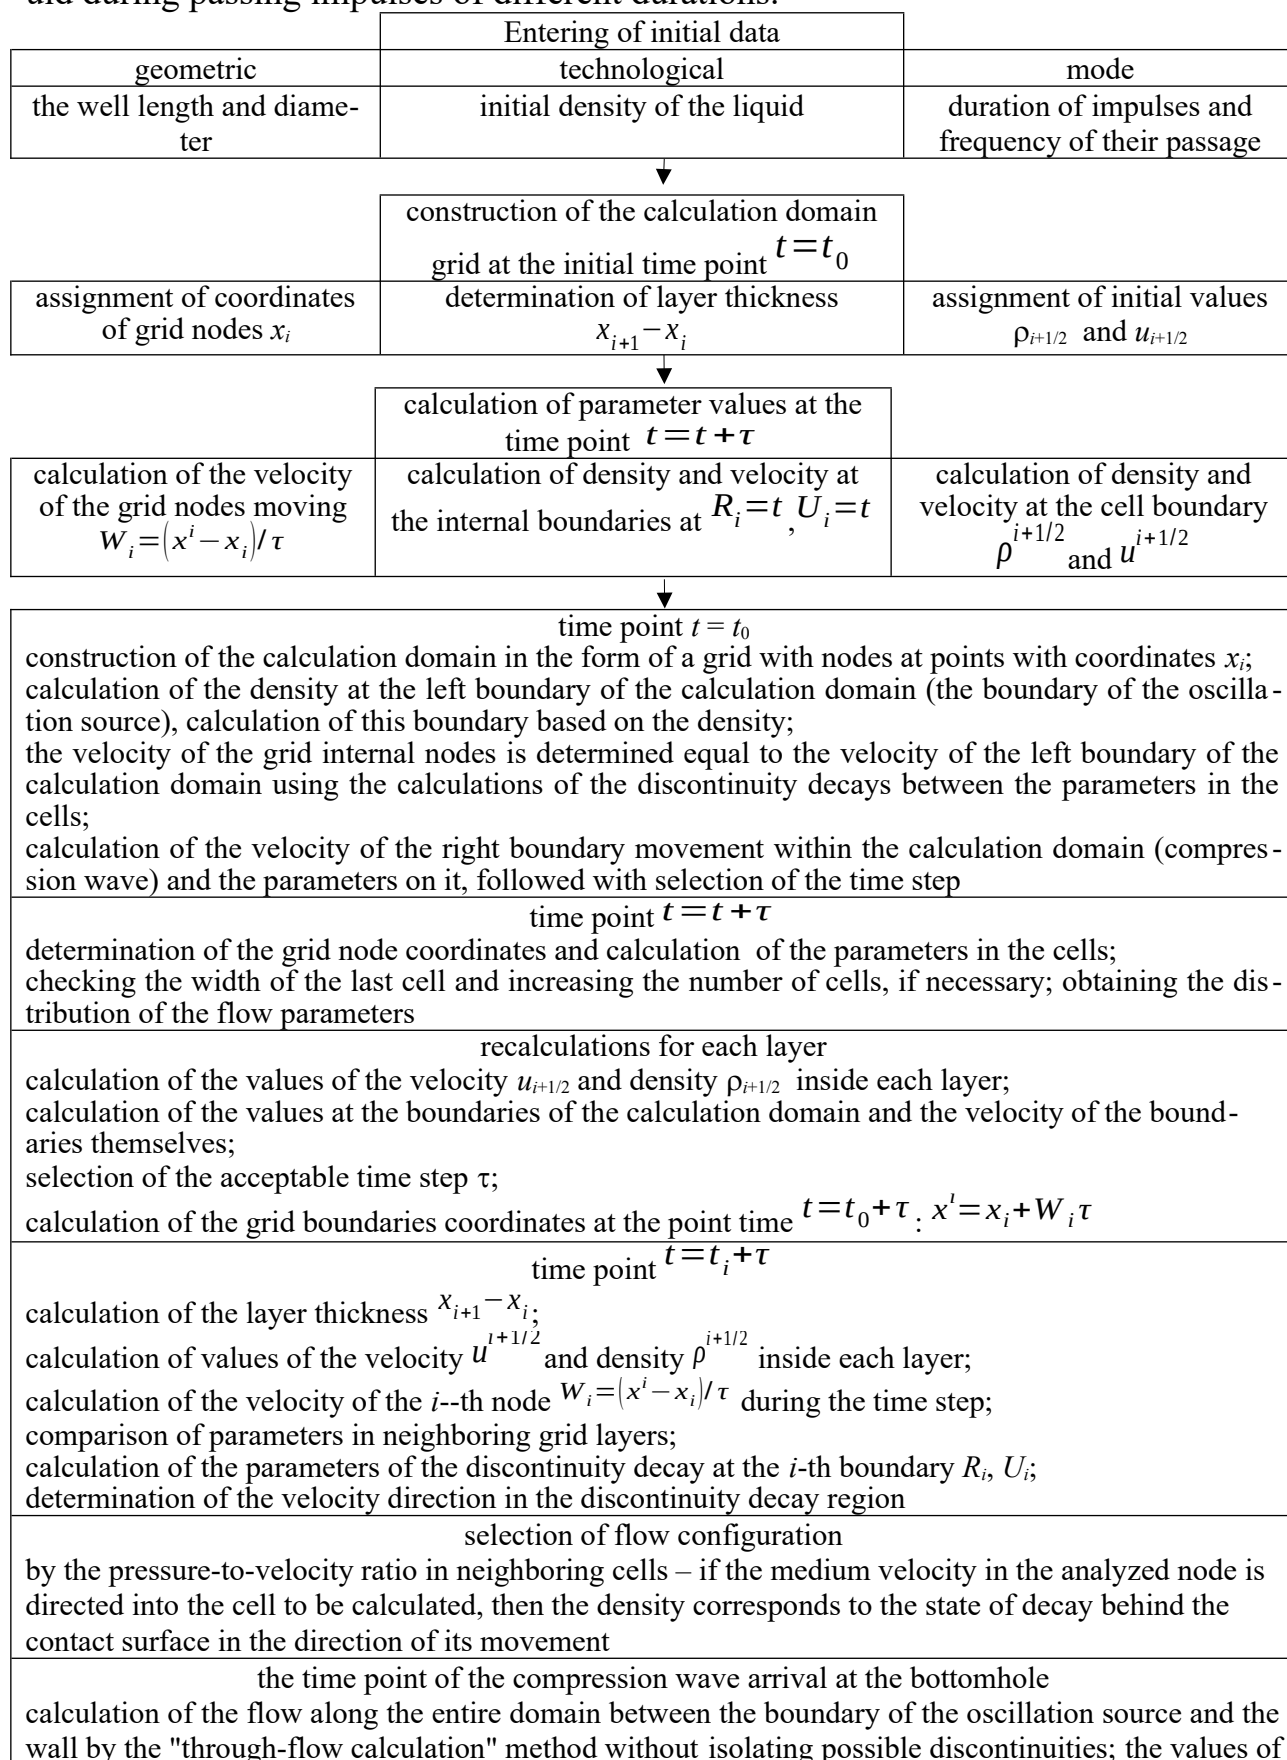 uid during passing impulses of different durations.
Entering of initial data
geometric technological mode
the well length and diame-
ter
initial density of the liquid
duration of impulses and
frequency of their passage
construction of the calculation domain
grid at the initial time point t=t₀
assignment of coordinates
of grid nodes xᵢ
determination of layer thickness
xᵢ₊₁−xᵢ
assignment of initial values
ρᵢ₊₁/₂ and uᵢ₊₁/₂
calculation of parameter values at the
time point t=t+τ
calculation of the velocity
of the grid nodes moving
Wᵢ=(xⁱ−xᵢ)/τ
calculation of density and velocity at
the internal boundaries at Rᵢ=t,Uᵢ=t
calculation of density and
velocity at the cell boundary
ρ^{i+1/2} and u^{i+1/2}
time point t = t₀
construction of the calculation domain in the form of a grid with nodes at points with coordinates xᵢ;
calculation of the density at the left boundary of the calculation domain (the boundary of the oscilla-
tion source), calculation of this boundary based on the density;
the velocity of the grid internal nodes is determined equal to the velocity of the left boundary of the
calculation domain using the calculations of the discontinuity decays between the parameters in the
cells;
calculation of the velocity of the right boundary movement within the calculation domain (compres-
sion wave) and the parameters on it, followed with selection of the time step
time point t=t+τ
determination of the grid node coordinates and calculation of the parameters in the cells;
checking the width of the last cell and increasing the number of cells, if necessary; obtaining the dis-
tribution of the flow parameters
recalculations for each layer
calculation of the values of the velocity uᵢ₊₁/₂ and density ρᵢ₊₁/₂ inside each layer;
calculation of the values at the boundaries of the calculation domain and the velocity of the bound-
aries themselves;
selection of the acceptable time step τ;
calculation of the grid boundaries coordinates at the point time t=t₀+τ: xⁱ=xᵢ+Wᵢτ
time point t=tᵢ+τ
calculation of the layer thickness xᵢ₊₁−xᵢ;
calculation of values of the velocity u^{i+1/2} and density ρ^{i+1/2} inside each layer;
calculation of the velocity of the i--th node Wᵢ=(xⁱ−xᵢ)/τ during the time step;
comparison of parameters in neighboring grid layers;
calculation of the parameters of the discontinuity decay at the i-th boundary Rᵢ, Uᵢ;
determination of the velocity direction in the discontinuity decay region
selection of flow configuration
by the pressure-to-velocity ratio in neighboring cells – if the medium velocity in the analyzed node is
directed into the cell to be calculated, then the density corresponds to the state of decay behind the
contact surface in the direction of its movement
the time point of the compression wave arrival at the bottomhole
calculation of the flow along the entire domain between the boundary of the oscillation source and the
wall by the "through-flow calculation" method without isolating possible discontinuities; the values of